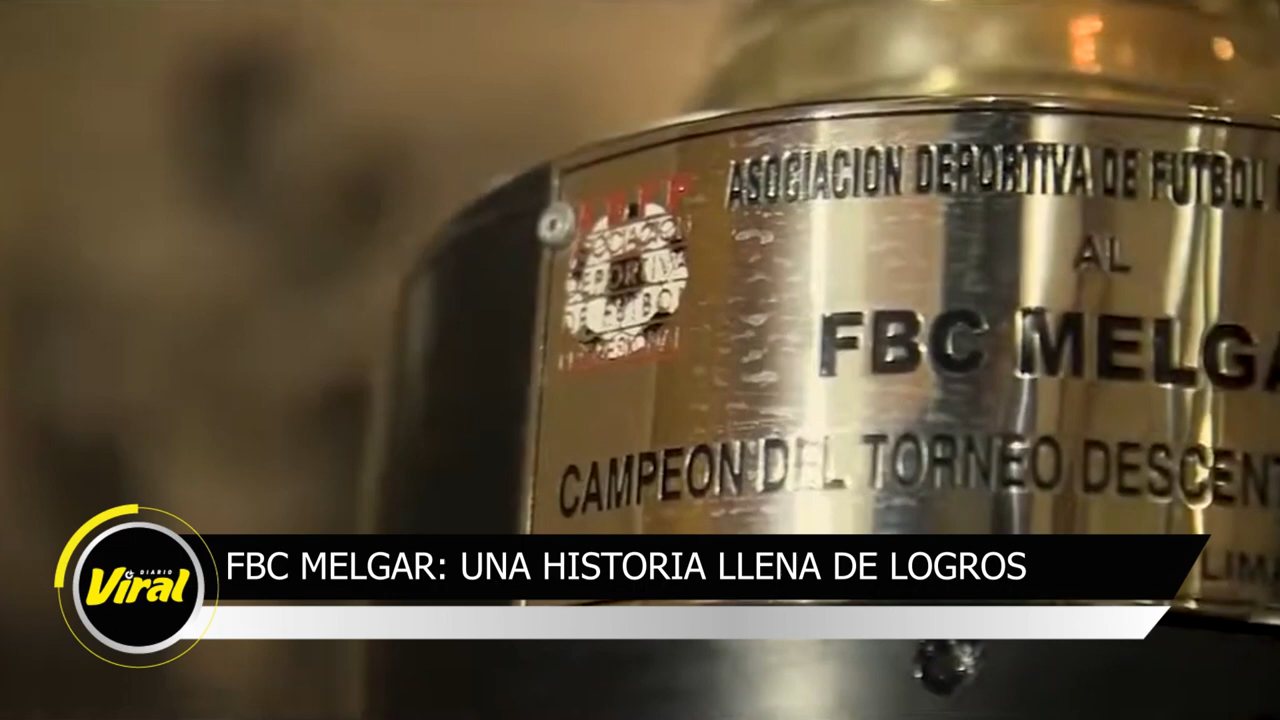 ASOCIACION DEPORTIVA DE FUTBOL
AL
FBC MELGA
CAMPEON DEL TORNEO DESCENT
LIMA
FBC MELGAR: UNA HISTORIA LLENA DE LOGROS
DIARIO
Viral